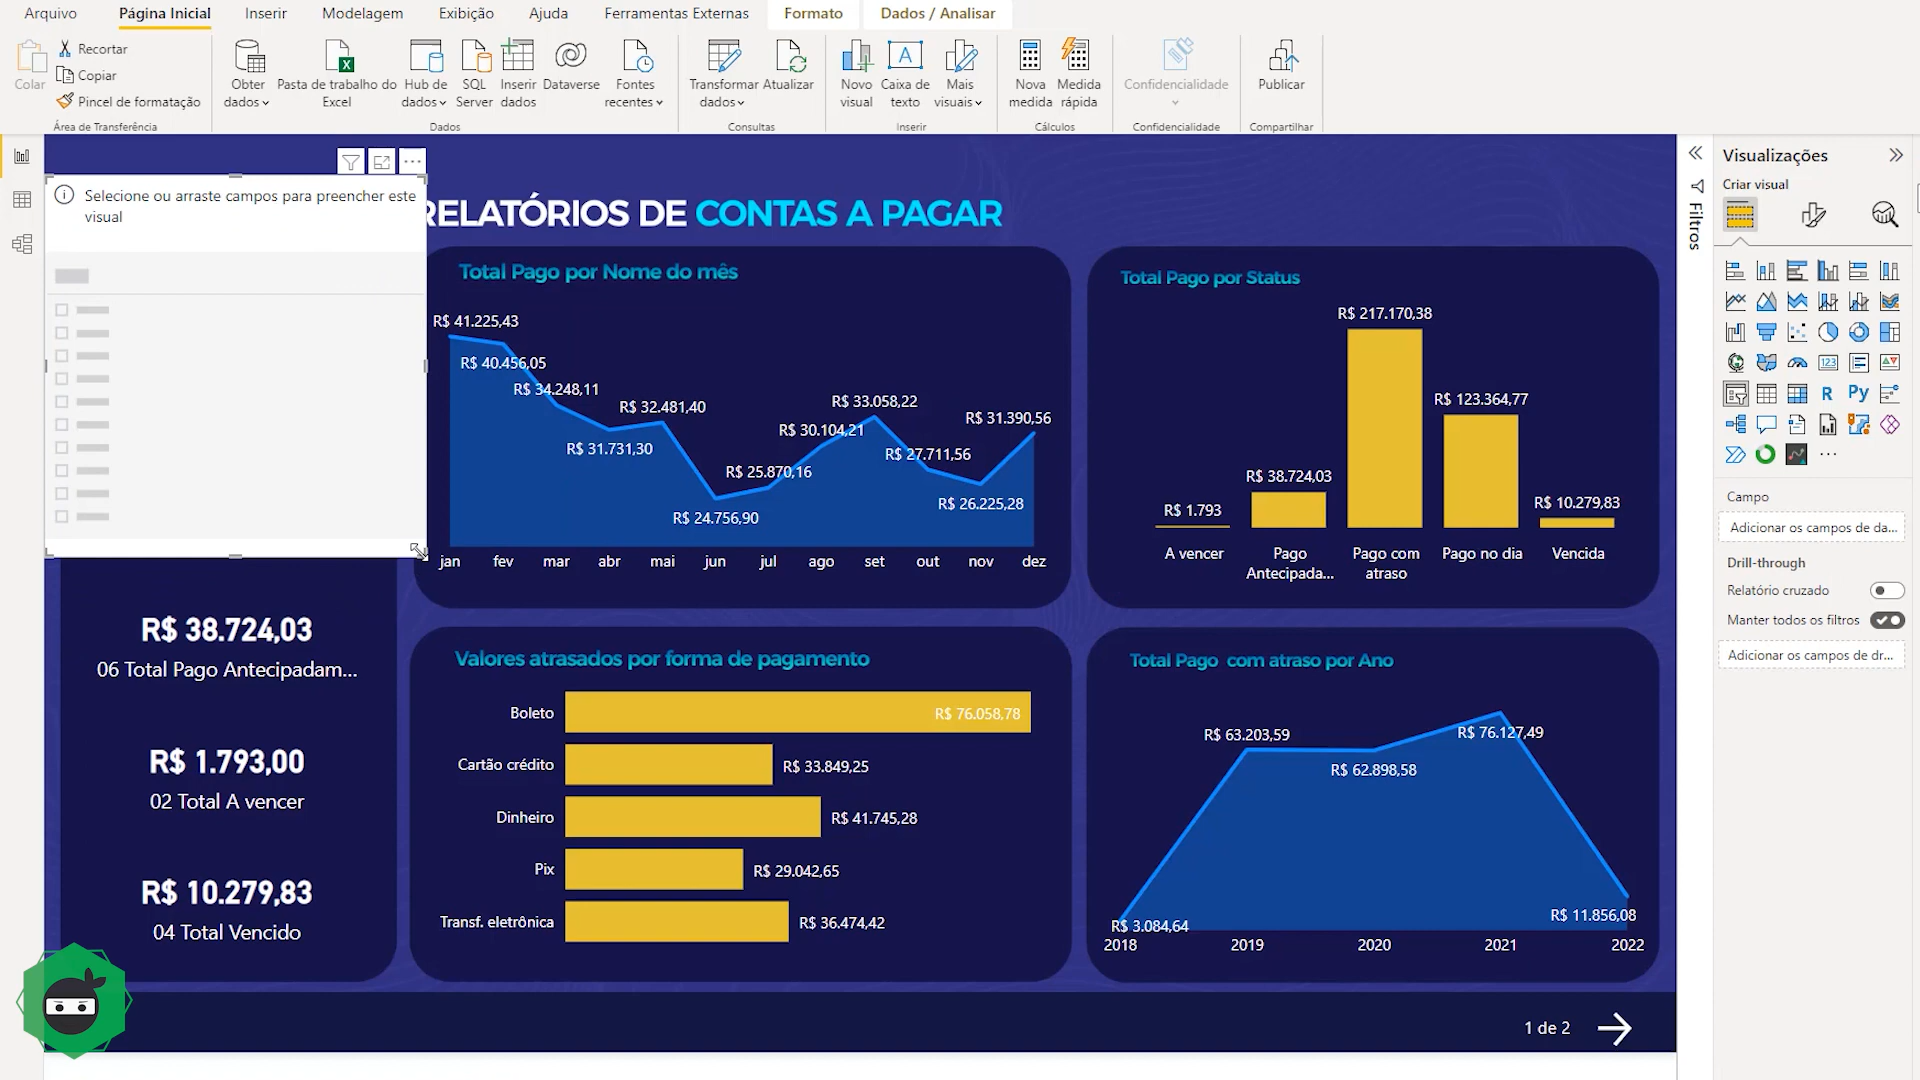 Arquivo
Página Inicial
Inserir
Modelagem
Exibição
Ajuda
Ferramentas Externas
Formato
Dados / Analisar
Colar
Recortar
Copiar
Pincel de formatação
Área de Transferência
Obter
dados
Pasta de trabalho do
Excel
Hub de
dados
SQL
Server
Inserir
dados
Dataverse
Fontes
recentes
Dados
Transformar
dados
Atualizar
Consultas
Novo
visual
Caixa de
texto
Mais
visuais
Inserir
Nova
medida
Medida
rápida
Cálculos
Confidencialidade
Confidencialidade
Publicar
Compartilhar
Selecione ou arraste campos para preencher este
visual
RELATÓRIOS DE CONTAS A PAGAR
Total Pago por Nome do mês
R$ 41.225,43
R$ 40.456,05
R$ 34.248,11
R$ 31.731,30
R$ 32.481,40
R$ 24.756,90
R$ 25.870,16
R$ 30.104,21
R$ 33.058,22
R$ 27.711,56
R$ 26.225,28
R$ 31.390,56
jan fev mar abr mai jun jul ago set out nov dez
Total Pago por Status
R$ 1.793
R$ 38.724,03
R$ 217.170,38
R$ 123.364,77
R$ 10.279,83
A vencer
Pago
Antecipada...
Pago com
atraso
Pago no dia
Vencida
R$ 38.724,03
06 Total Pago Antecipadam...
R$ 1.793,00
02 Total A vencer
R$ 10.279,83
04 Total Vencido
Valores atrasados por forma de pagamento
Boleto R$ 76.058,78
Cartão crédito R$ 33.849,25
Dinheiro R$ 41.745,28
Pix R$ 29.042,65
Transf. eletrônica R$ 36.474,42
Total Pago com atraso por Ano
R$ 3.084,64
R$ 63.203,59
R$ 62.898,58
R$ 76.127,49
R$ 11.856,08
2018 2019 2020 2021 2022
1 de 2
Filtros
Visualizações
Criar visual
123
R
Py
Campo
Adicionar os campos de da...
Drill-through
Relatório cruzado
Manter todos os filtros
Adicionar os campos de dr...